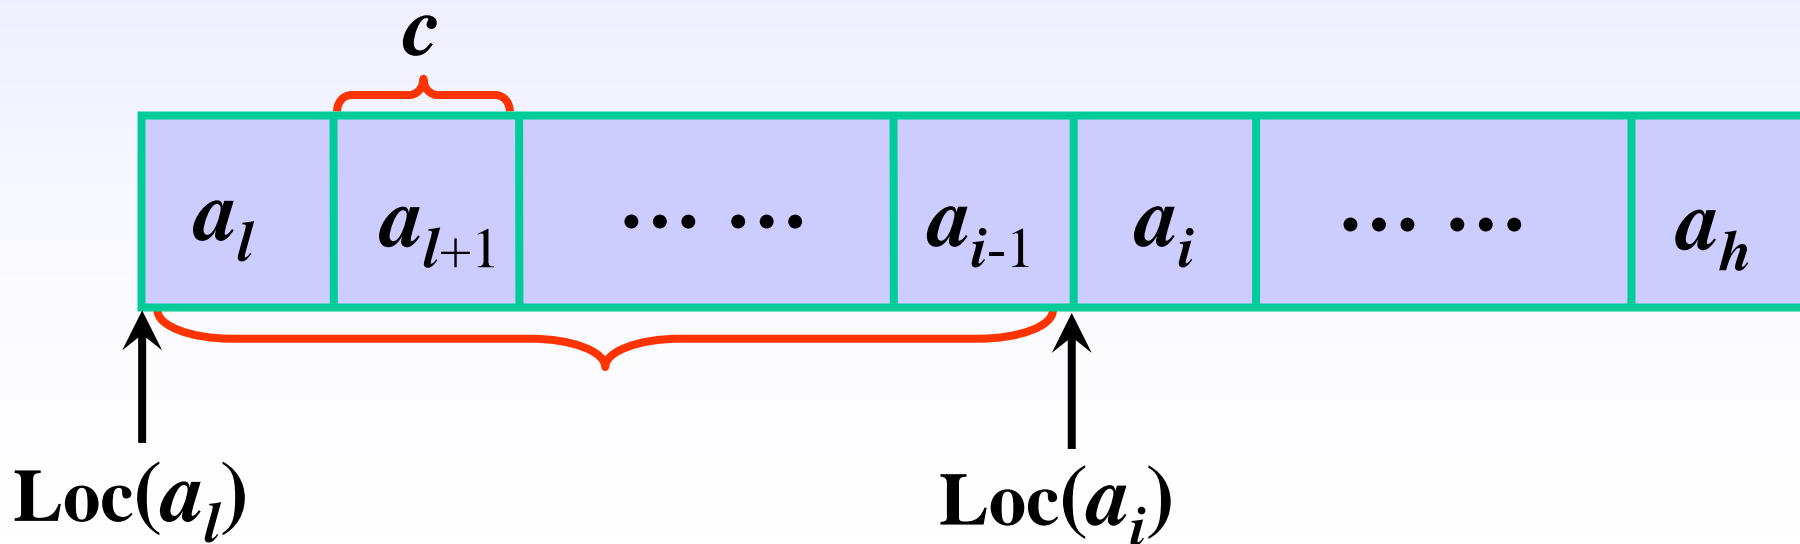 c
a_l a_{l+1} ⋯ ⋯ a_{i-1} a_i ⋯ ⋯ a_h
Loc(a_l) Loc(a_i)